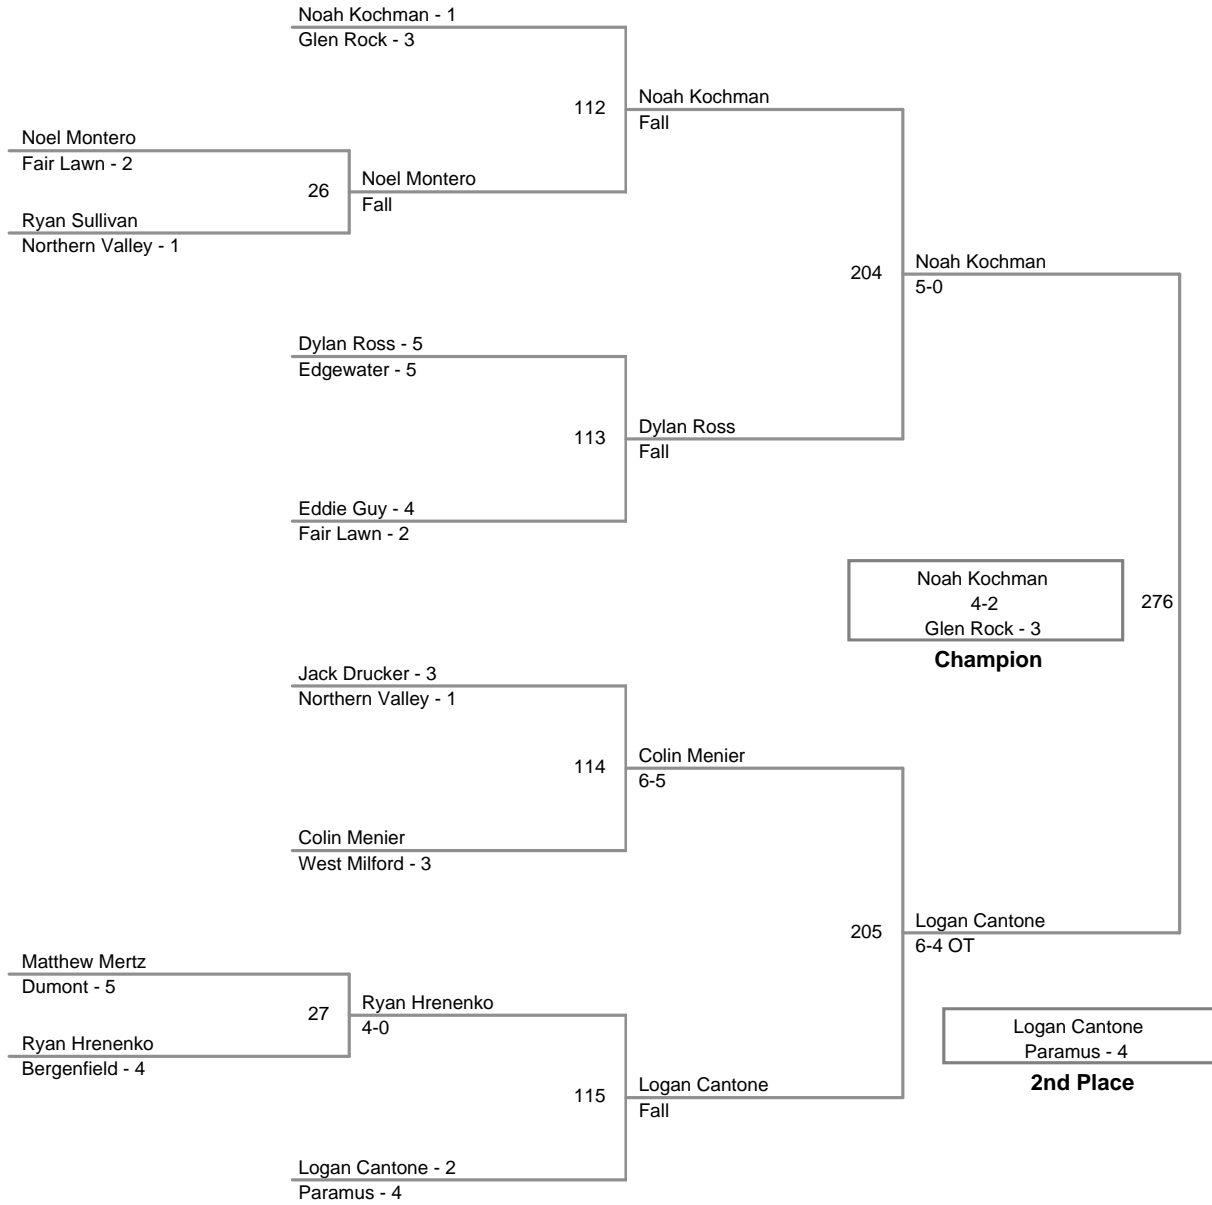 Noah Kochman - 1
Glen Rock - 3
112
Noah Kochman
Fall
Noel Montero
Fair Lawn - 2
26
Noel Montero
Fall
Ryan Sullivan
Northern Valley - 1
204
Noah Kochman
5-0
Dylan Ross - 5
Edgewater - 5
113
Dylan Ross
Fall
Eddie Guy - 4
Fair Lawn - 2
Noah Kochman
4-2
Glen Rock - 3
Champion
276
Jack Drucker - 3
Northern Valley - 1
114
Colin Menier
6-5
Colin Menier
West Milford - 3
205
Logan Cantone
6-4 OT
Matthew Mertz
Dumont - 5
27
Ryan Hrenenko
4-0
Ryan Hrenenko
Bergenfield - 4
Logan Cantone
Paramus - 4
2nd Place
115
Logan Cantone
Fall
Logan Cantone - 2
Paramus - 4